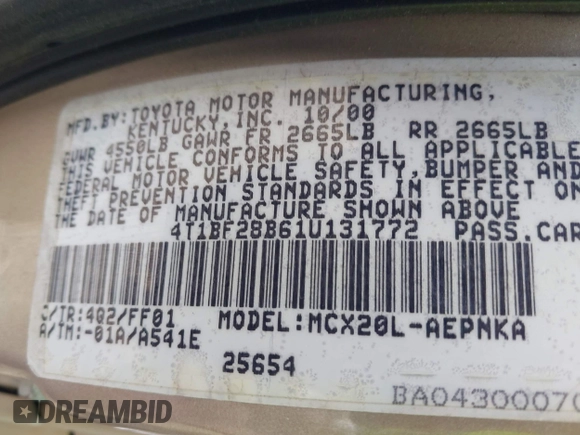 MFD.BY:TOYOTA MOTOR MANUFACTURING,
KENTUCKY,INC. 10/00
GVWR 4550LB GAWR FR 2665LB RR 2665LB
THIS VEHICLE CONFORMS TO ALL APPLICABLE
FEDERAL MOTOR VEHICLE SAFETY,BUMPER AND
THEFT PREVENTION STANDARDS IN EFFECT ON
THE DATE OF MANUFACTURE SHOWN ABOVE
4T1BF28B61U131772 PASS.CAR
C/TR:4Q2/FF01 MODEL:MCX20L-AEPNKA
A/TM:-01A/A541E
25654
BA0430007
DREAMBID